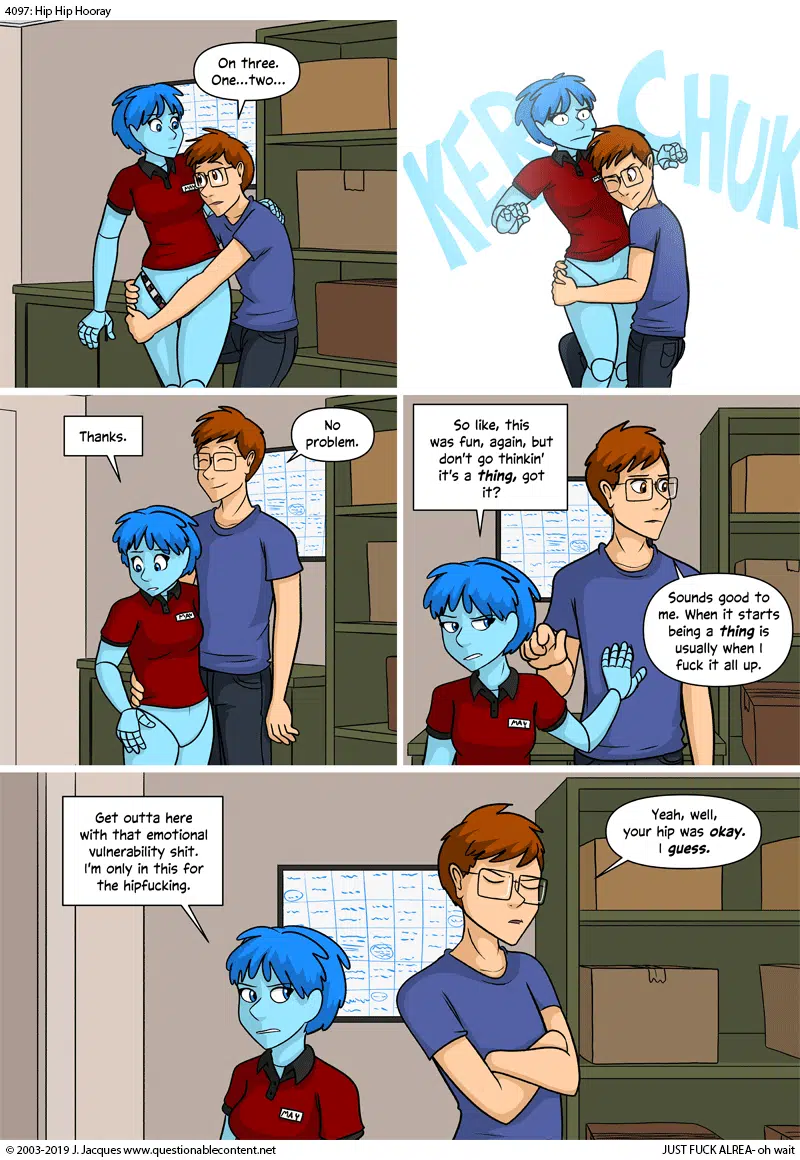 4097: Hip Hip Hooray
On three.
One...two...
MAY
KER CHUK
MA
Thanks.
No
problem.
MAY
So like, this
was fun, again, but
don't go thinkin'
it's a thing, got
it?
Sounds good to
me. When it starts
being a thing is
usually when I
fuck it all up.
MAY
Get outta here
with that emotional
vulnerability shit.
I'm only in this for
the hipfucking.
Yeah, well,
your hip was okay.
I guess.
MAY
© 2003-2019 J. Jacques www.questionablecontent.net
JUST FUCK ALREA- oh wait